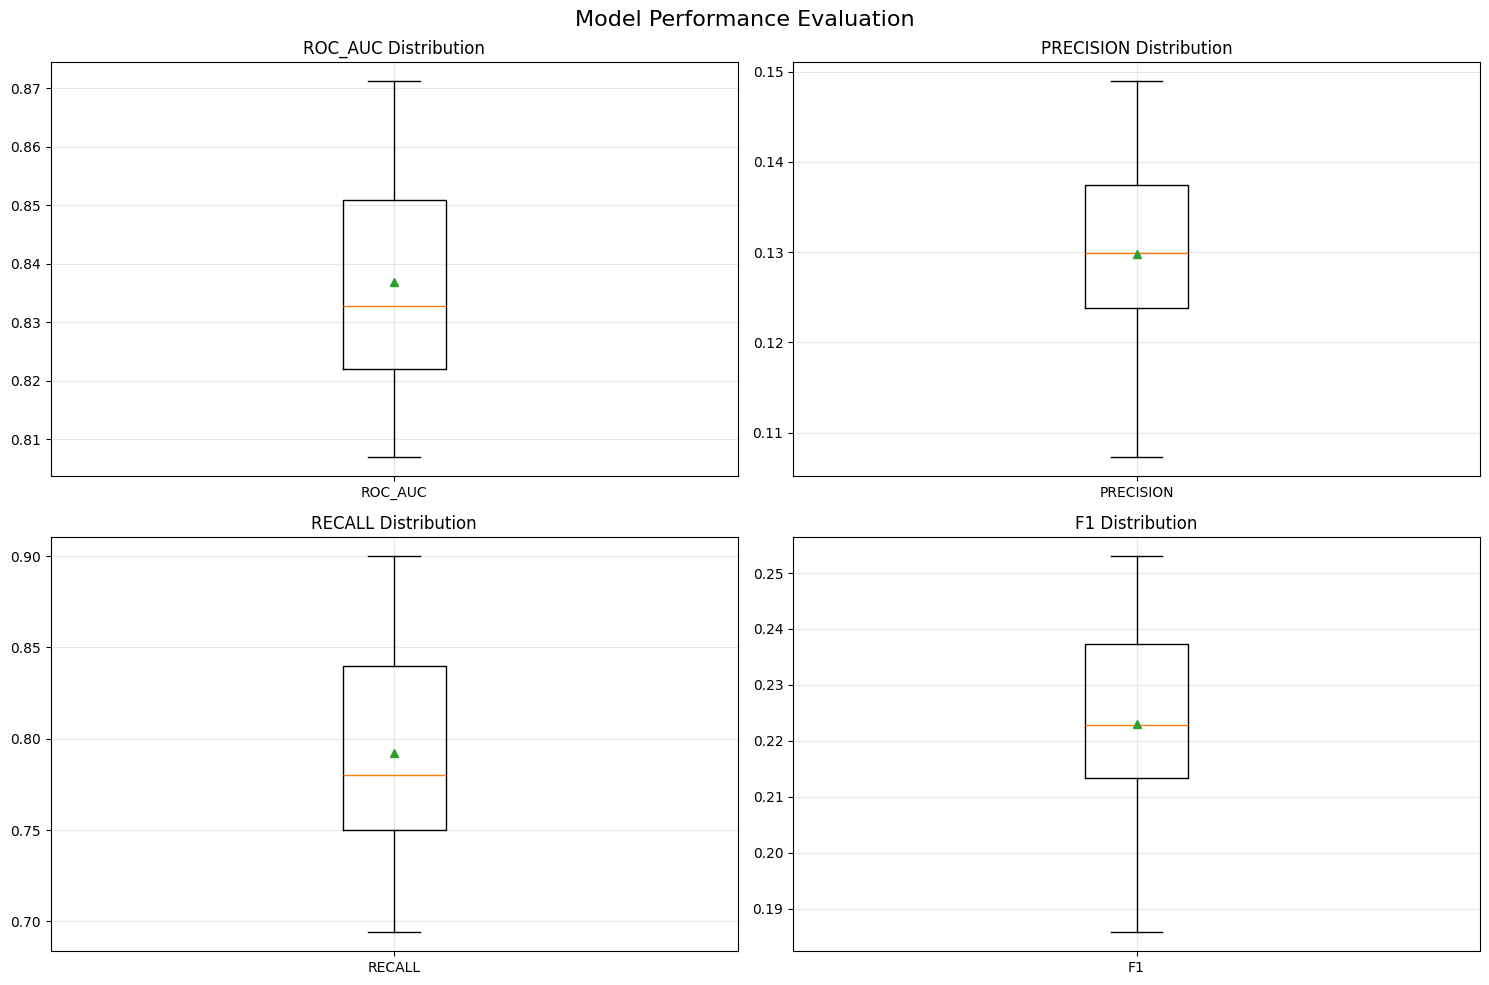 Model Performance Evaluation
ROC_AUC Distribution
0.87
0.86
0.85
0.84
0.83
0.82
0.81
ROC_AUC
PRECISION Distribution
0.15
0.14
0.13
0.12
0.11
PRECISION
RECALL Distribution
0.90
0.85
0.80
0.75
0.70
RECALL
F1 Distribution
0.25
0.24
0.23
0.22
0.21
0.20
0.19
F1